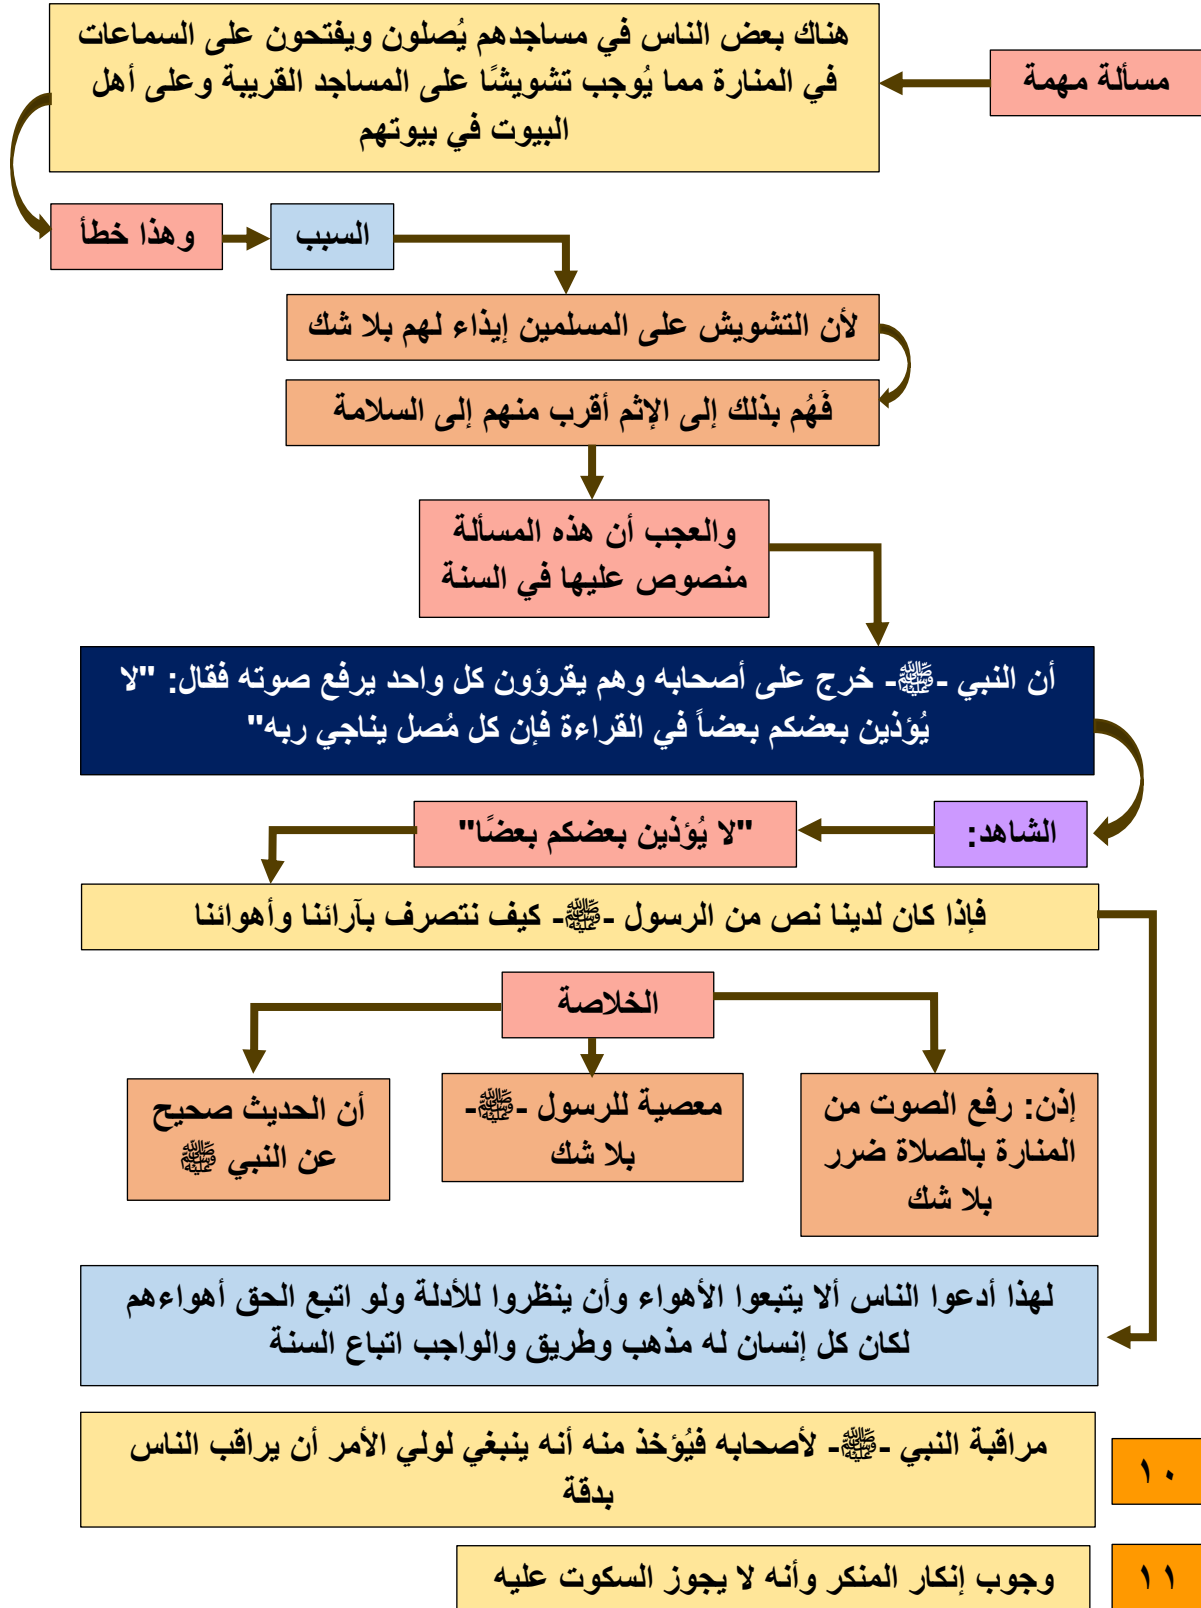 مسألة مهمة
هناك بعض الناس في مساجدهم يُصلون ويفتحون على السماعات
في المنارة مما يُوجب تشويشًا على المساجد القريبة وعلى أهل
البيوت في بيوتهم
وهذا خطأ
السبب
لأن التشويش على المسلمين إيذاء لهم بلا شك
فَهُم بذلك إلى الإثم أقرب منهم إلى السلامة
والعجب أن هذه المسألة
منصوص عليها في السنة
أن النبي -ﷺ- خرج على أصحابه وهم يقرؤون كل واحد يرفع صوته فقال: "لا
يُؤذين بعضكم بعضاً في القراءة فإن كل مُصل يناجي ربه"
الشاهد:
"لا يُؤذين بعضكم بعضًا"
فإذا كان لدينا نص من الرسول -ﷺ- كيف نتصرف بآرائنا وأهوائنا
الخلاصة
إذن: رفع الصوت من
المنارة بالصلاة ضرر
بلا شك
معصية للرسول -ﷺ-
بلا شك
أن الحديث صحيح
عن النبي ﷺ
لهذا أدعوا الناس ألا يتبعوا الأهواء وأن ينظروا للأدلة ولو اتبع الحق أهواءهم
لكان كل إنسان له مذهب وطريق والواجب اتباع السنة
١٠
مراقبة النبي -ﷺ- لأصحابه فيُؤخذ منه أنه ينبغي لولي الأمر أن يراقب الناس
بدقة
١١
وجوب إنكار المنكر وأنه لا يجوز السكوت عليه